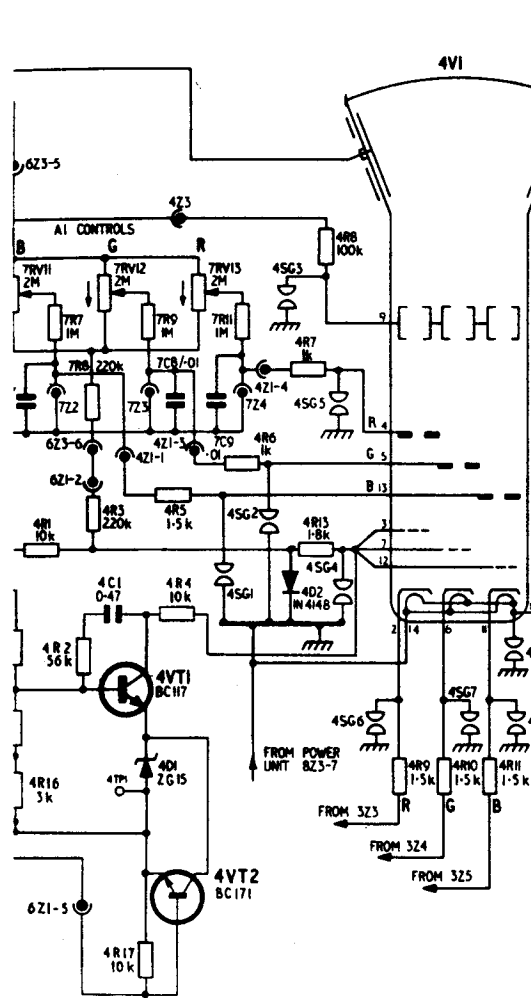 4V1
6Z3-5
4Z3
A1 CONTROLS
B
G
R
4R8
100k
7RV11
2M
7RV12
2M
7RV13
2M
4SG3
7R7
1M
7R9
1M
7R11
1M
9
4R7
1k
7R8 220k
7C8/·01
4Z1-4
7Z2
7Z3
7Z4
4SG5
R 4
6Z3-6
4Z1-1
4Z1-3
7C9
·01
4R6
1k
G 5
6Z1-2
B 13
4R3
220k
4R5
1·5k
4SG2
4R1
10k
4R13
1·8k
3
7
12
4SG1
4D2
IN4148
4SG4
4C1
0·47
4R4
10k
2
14
6
11
4R2
56k
4VT1
BC117
4SG6
4SG7
4D1
ZG15
4TP1
FROM POWER
UNIT 8Z3-7
4R16
3k
4R9
1·5k
4R10
1·5k
4R11
1·5k
R
G
B
FROM 3Z3
FROM 3Z4
FROM 3Z5
4VT2
BC171
6Z1-5
4R17
10k